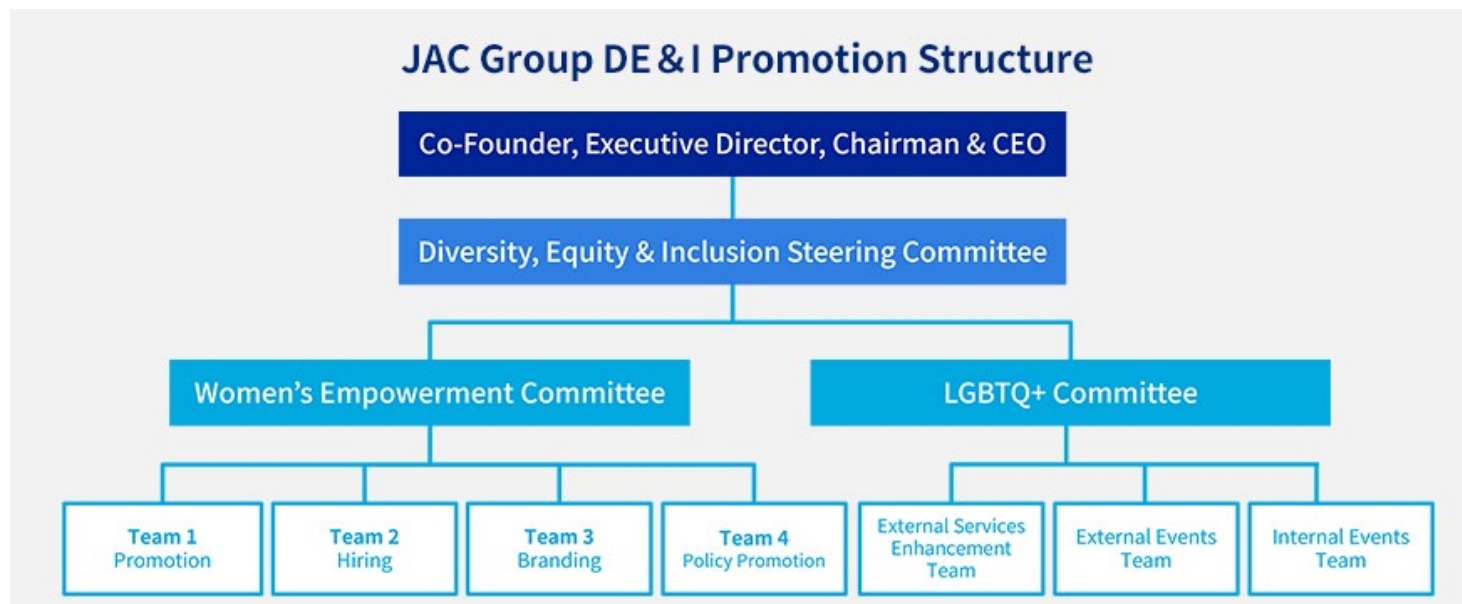 JAC Group DE & I Promotion Structure
Co-Founder, Executive Director, Chairman & CEO
Diversity, Equity & Inclusion Steering Committee
Women’s Empowerment Committee
LGBTQ+ Committee
Team 1
Promotion
Team 2
Hiring
Team 3
Branding
Team 4
Policy Promotion
External Services
Enhancement
Team
External Events
Team
Internal Events
Team